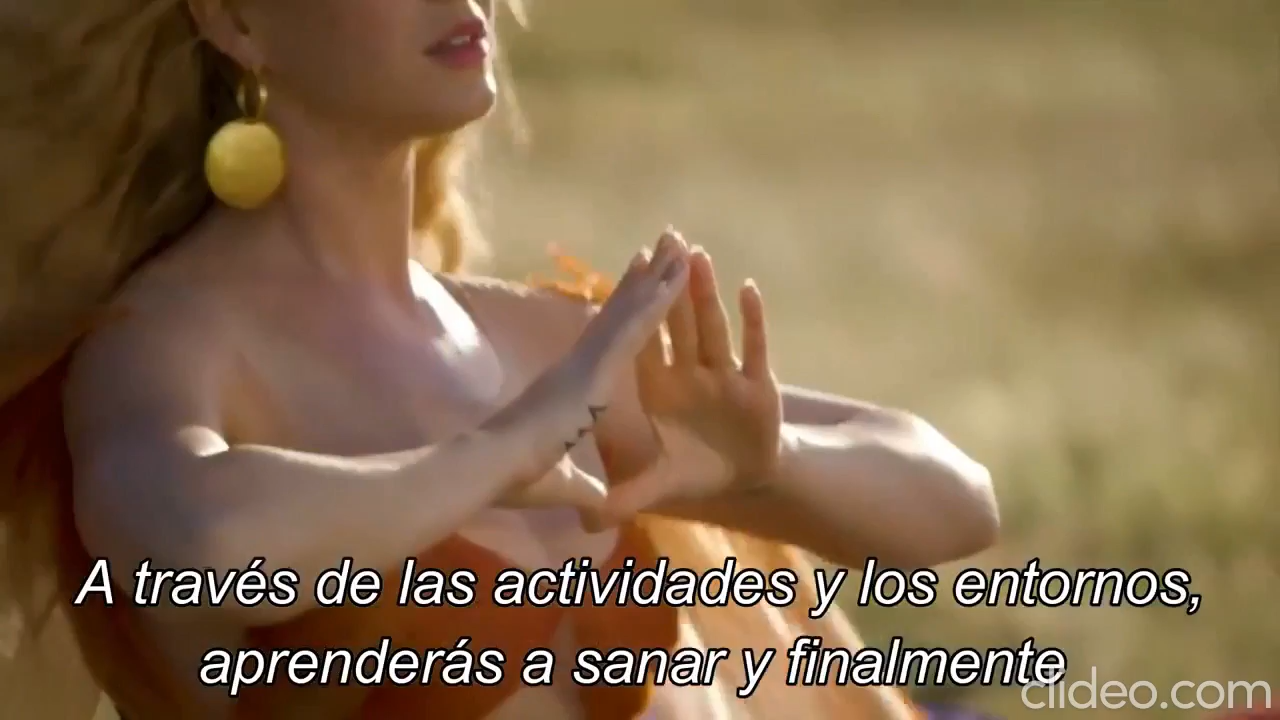 A través de las actividades y los entornos,
aprenderás a sanar y finalmente
clideo.com